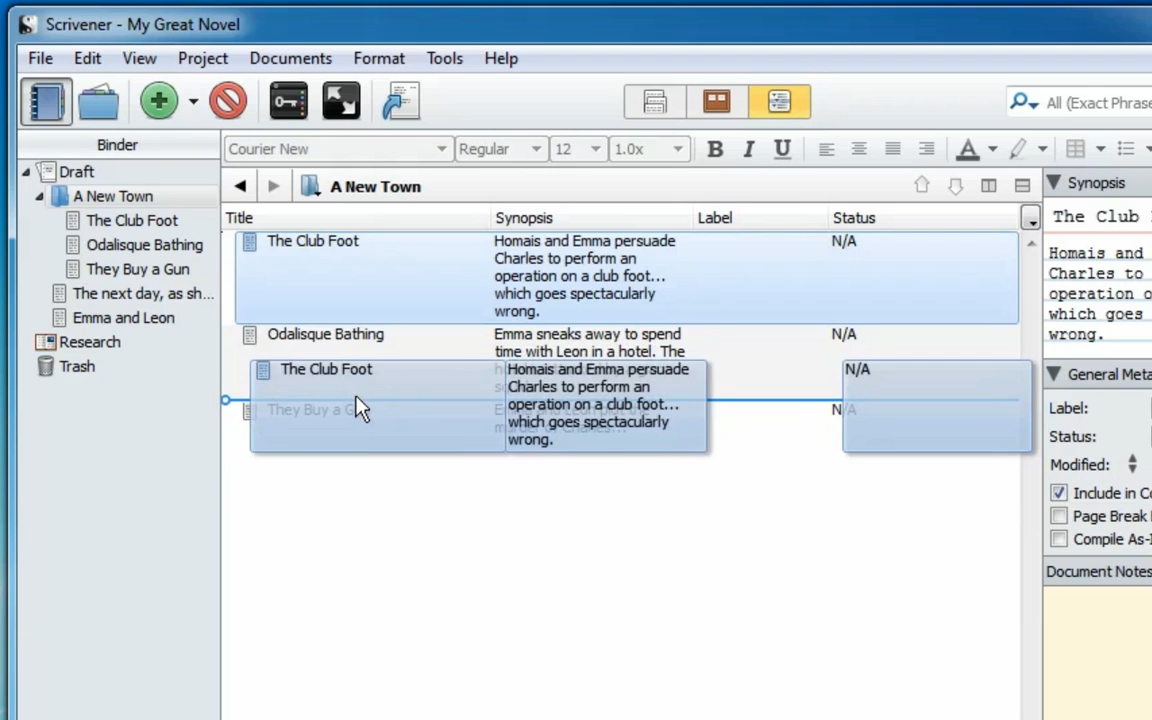 Scrivener - My Great Novel
File Edit View Project Documents Format Tools Help
All (Exact Phrase
Binder
Courier New Regular 12 1.0x B I U A
Draft
A New Town
The Club Foot
Odalisque Bathing
They Buy a Gun
The next day, as sh...
Emma and Leon
Research
Trash
A New Town
Title Synopsis Label Status
The Club Foot
Homais and Emma persuade
Charles to perform an
operation on a club foot...
which goes spectacularly
wrong.
N/A
Odalisque Bathing
Emma sneaks away to spend
time with Leon in a hotel. The
N/A
The Club Foot
Homais and Emma persuade
Charles to perform an
operation on a club foot...
which goes spectacularly
wrong.
N/A
They Buy a G
N/A
Synopsis
The Club
Homais and
Charles to
operation o
which goes
wrong.
General Meta
Label:
Status:
Modified:
Include in Co
Page Break
Compile As-I
Document Notes